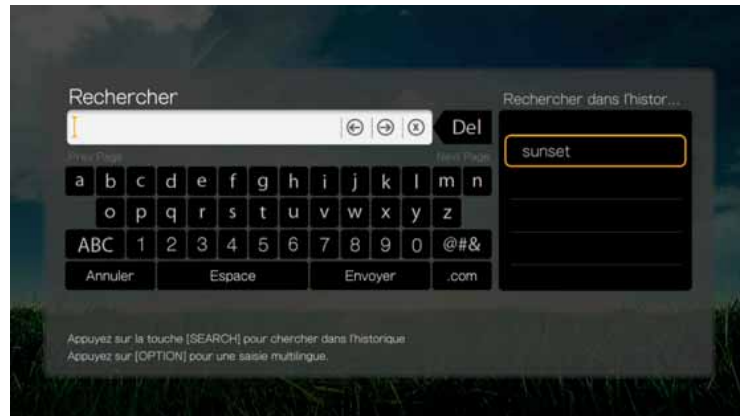 Rechercher
Rechercher dans l'histor...
Del
sunset
Prev Page
Next Page
a b c d e f g h i j k l m n
o p q r s t u v w x y z
ABC 1 2 3 4 5 6 7 8 9 0 @#&
Annuler Espace Envoyer .com
Appuyez sur la touche [SEARCH] pour chercher dans l'historique
Appuyez sur [OPTION] pour une saisie multilingue.